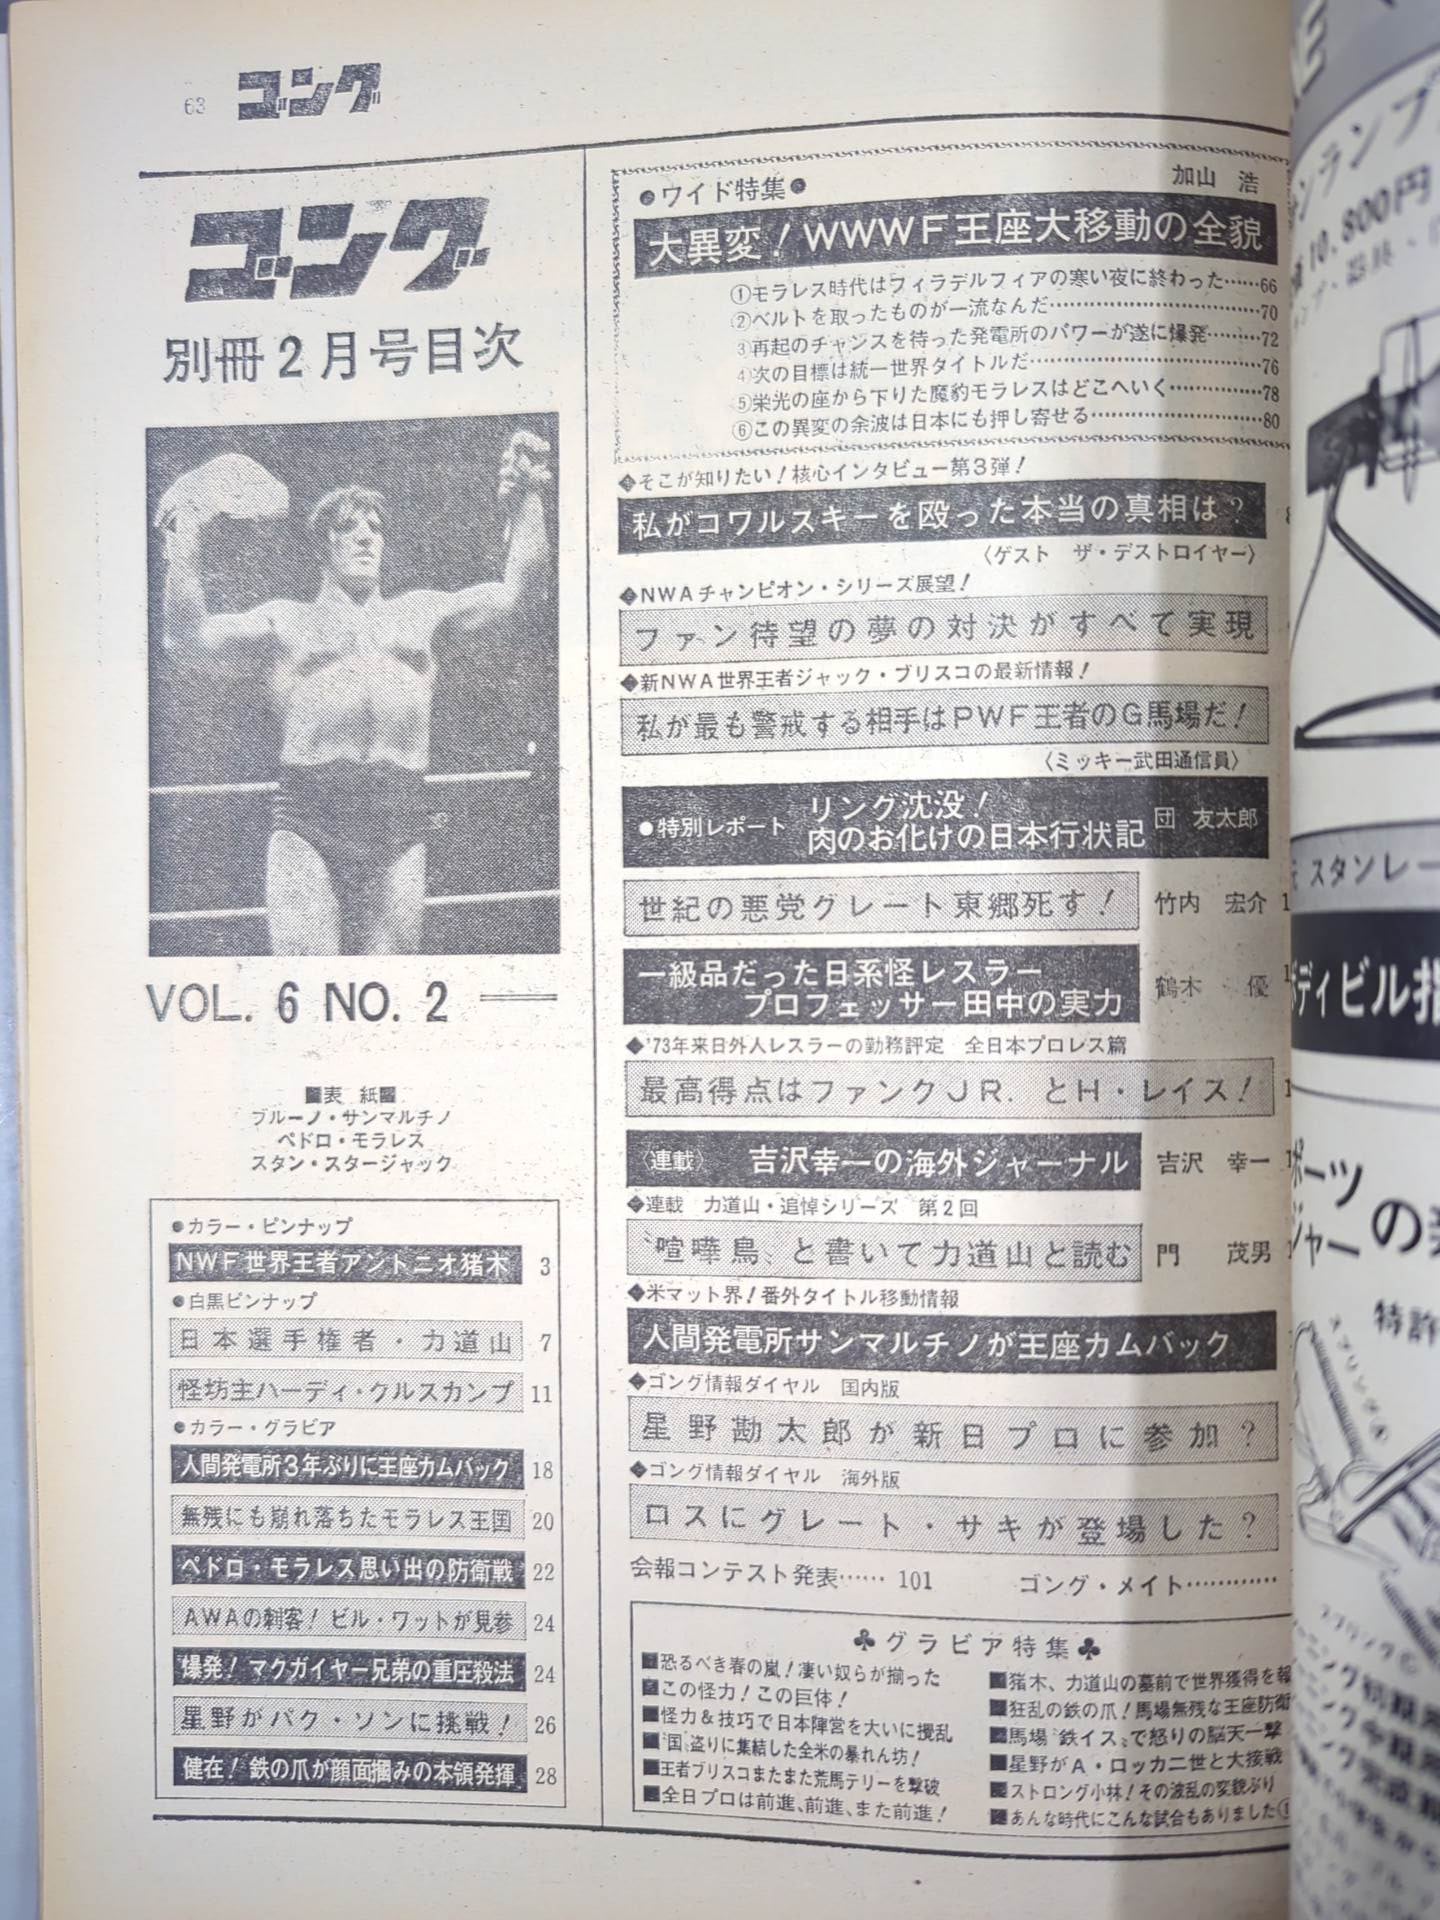 63 ゴング
ゴング
別冊2月号目次
VOL. 6 NO. 2
表紙
ブルーノ・サンマルチノ
ペドロ・モラレス
スタン・スタージャック
●カラー・ピンナップ
NWF世界王者アントニオ猪木 3
●白黒ピンナップ
日本選手権者・力道山 7
怪坊主ハーディ・クルスカンプ 11
●カラー・グラビア
人間発電所3年ぶりに王座カムバック 18
無残にも崩れ落ちたモラレス王国 20
ペドロ・モラレス思い出の防衛戦 22
AWAの刺客！ビル・ワットが見参 24
爆発！マクガイヤー兄弟の重圧殺法 24
星野がパク・ソンに挑戦！ 26
健在！鉄の爪が顔面掴みの本領発揮 28
●ワイド特集●
加山 浩
大異変！WWWF王座大移動の全貌
①モラレス時代はフィラデルフィアの寒い夜に終わった……66
②ベルトを取ったものが一流なんだ……………………70
③再起のチャンスを待った発電所のパワーが遂に爆発………72
④次の目標は統一世界タイトルだ……………………76
⑤栄光の座から下りた魔豹モラレスはどこへいく……………78
⑥この異変の余波は日本にも押し寄せる……………………80
◆そこが知りたい！核心インタビュー第3弾！
私がコワルスキーを殴った本当の真相は？
〈ゲスト ザ・デストロイヤー〉
◆NWAチャンピオン・シリーズ展望！
ファン待望の夢の対決がすべて実現
◆新NWA世界王者ジャック・ブリスコの最新情報！
私が最も警戒する相手はPWF王者のG馬場だ！
〈ミッキー武田通信員〉
●特別レポート リング沈没！
肉のお化けの日本行状記 団 友太郎
世紀の悪党グレート東郷死す！ 竹内 宏介
一級品だった日系怪レスラー
プロフェッサー田中の実力 鶴木 優
◆'73年来日外人レスラーの勤務評定 全日本プロレス篇
最高得点はファンクJR.とH・レイス！
〈連載〉 吉沢幸一の海外ジャーナル 吉沢 幸一
◆連載 力道山・追悼シリーズ 第2回
〝喧嘩鳥〟と書いて力道山と読む 門 茂男
◆米マット界！番外タイトル移動情報
人間発電所サンマルチノが王座カムバック
◆ゴング情報ダイヤル 国内版
星野勘太郎が新日プロに参加？
◆ゴング情報ダイヤル 海外版
ロスにグレート・サキが登場した？
会報コンテスト発表…… 101 ゴング・メイト…………
♣グラビア特集♣
■恐るべき春の嵐！凄い奴らが揃った
■この怪力！この巨体！
■怪力＆技巧で日本陣営を大いに攪乱
■〝国〟盗りに集結した全米の暴れん坊！
■王者ブリスコまたまた荒馬テリーを撃破
■全日プロは前進、前進、また前進！
■猪木、力道山の墓前で世界獲得を報
■狂乱の鉄の爪！馬場無残な王座防衛
■馬場〝鉄イス〟で怒りの脳天一撃
■星野がA・ロッカ二世と大接戦
■ストロング小林！その波乱の変貌ぶり
■あんな時代にこんな試合もありました①
10,800円
スタンレー
ボディビル指
ポーツ
ジャー
の
特許